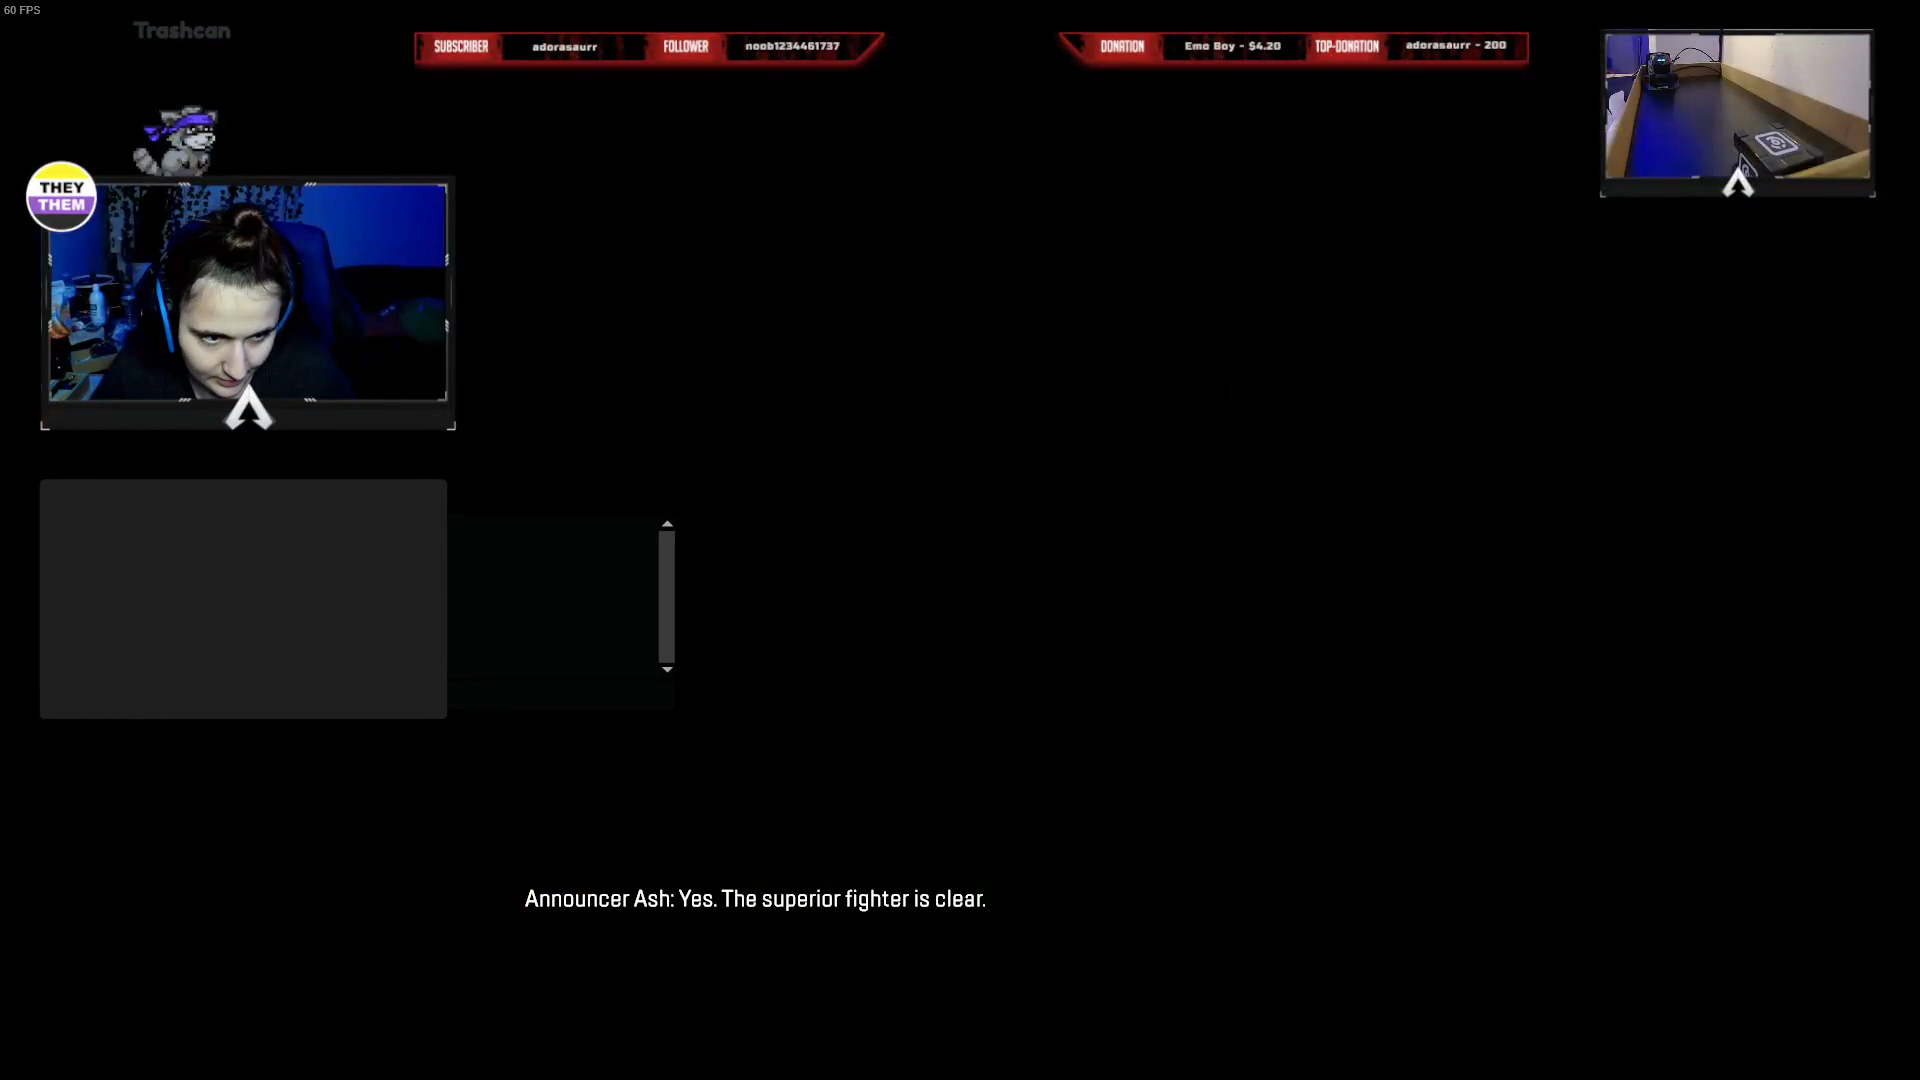 60 FPS
Trashcan
SUBSCRIBER adorasaurr FOLLOWER noob1234461737
DONATION Emo Boy - $4.20 TOP-DONATION adorasaurr - 200
THEY
THEM
Announcer Ash: Yes. The superior fighter is clear.